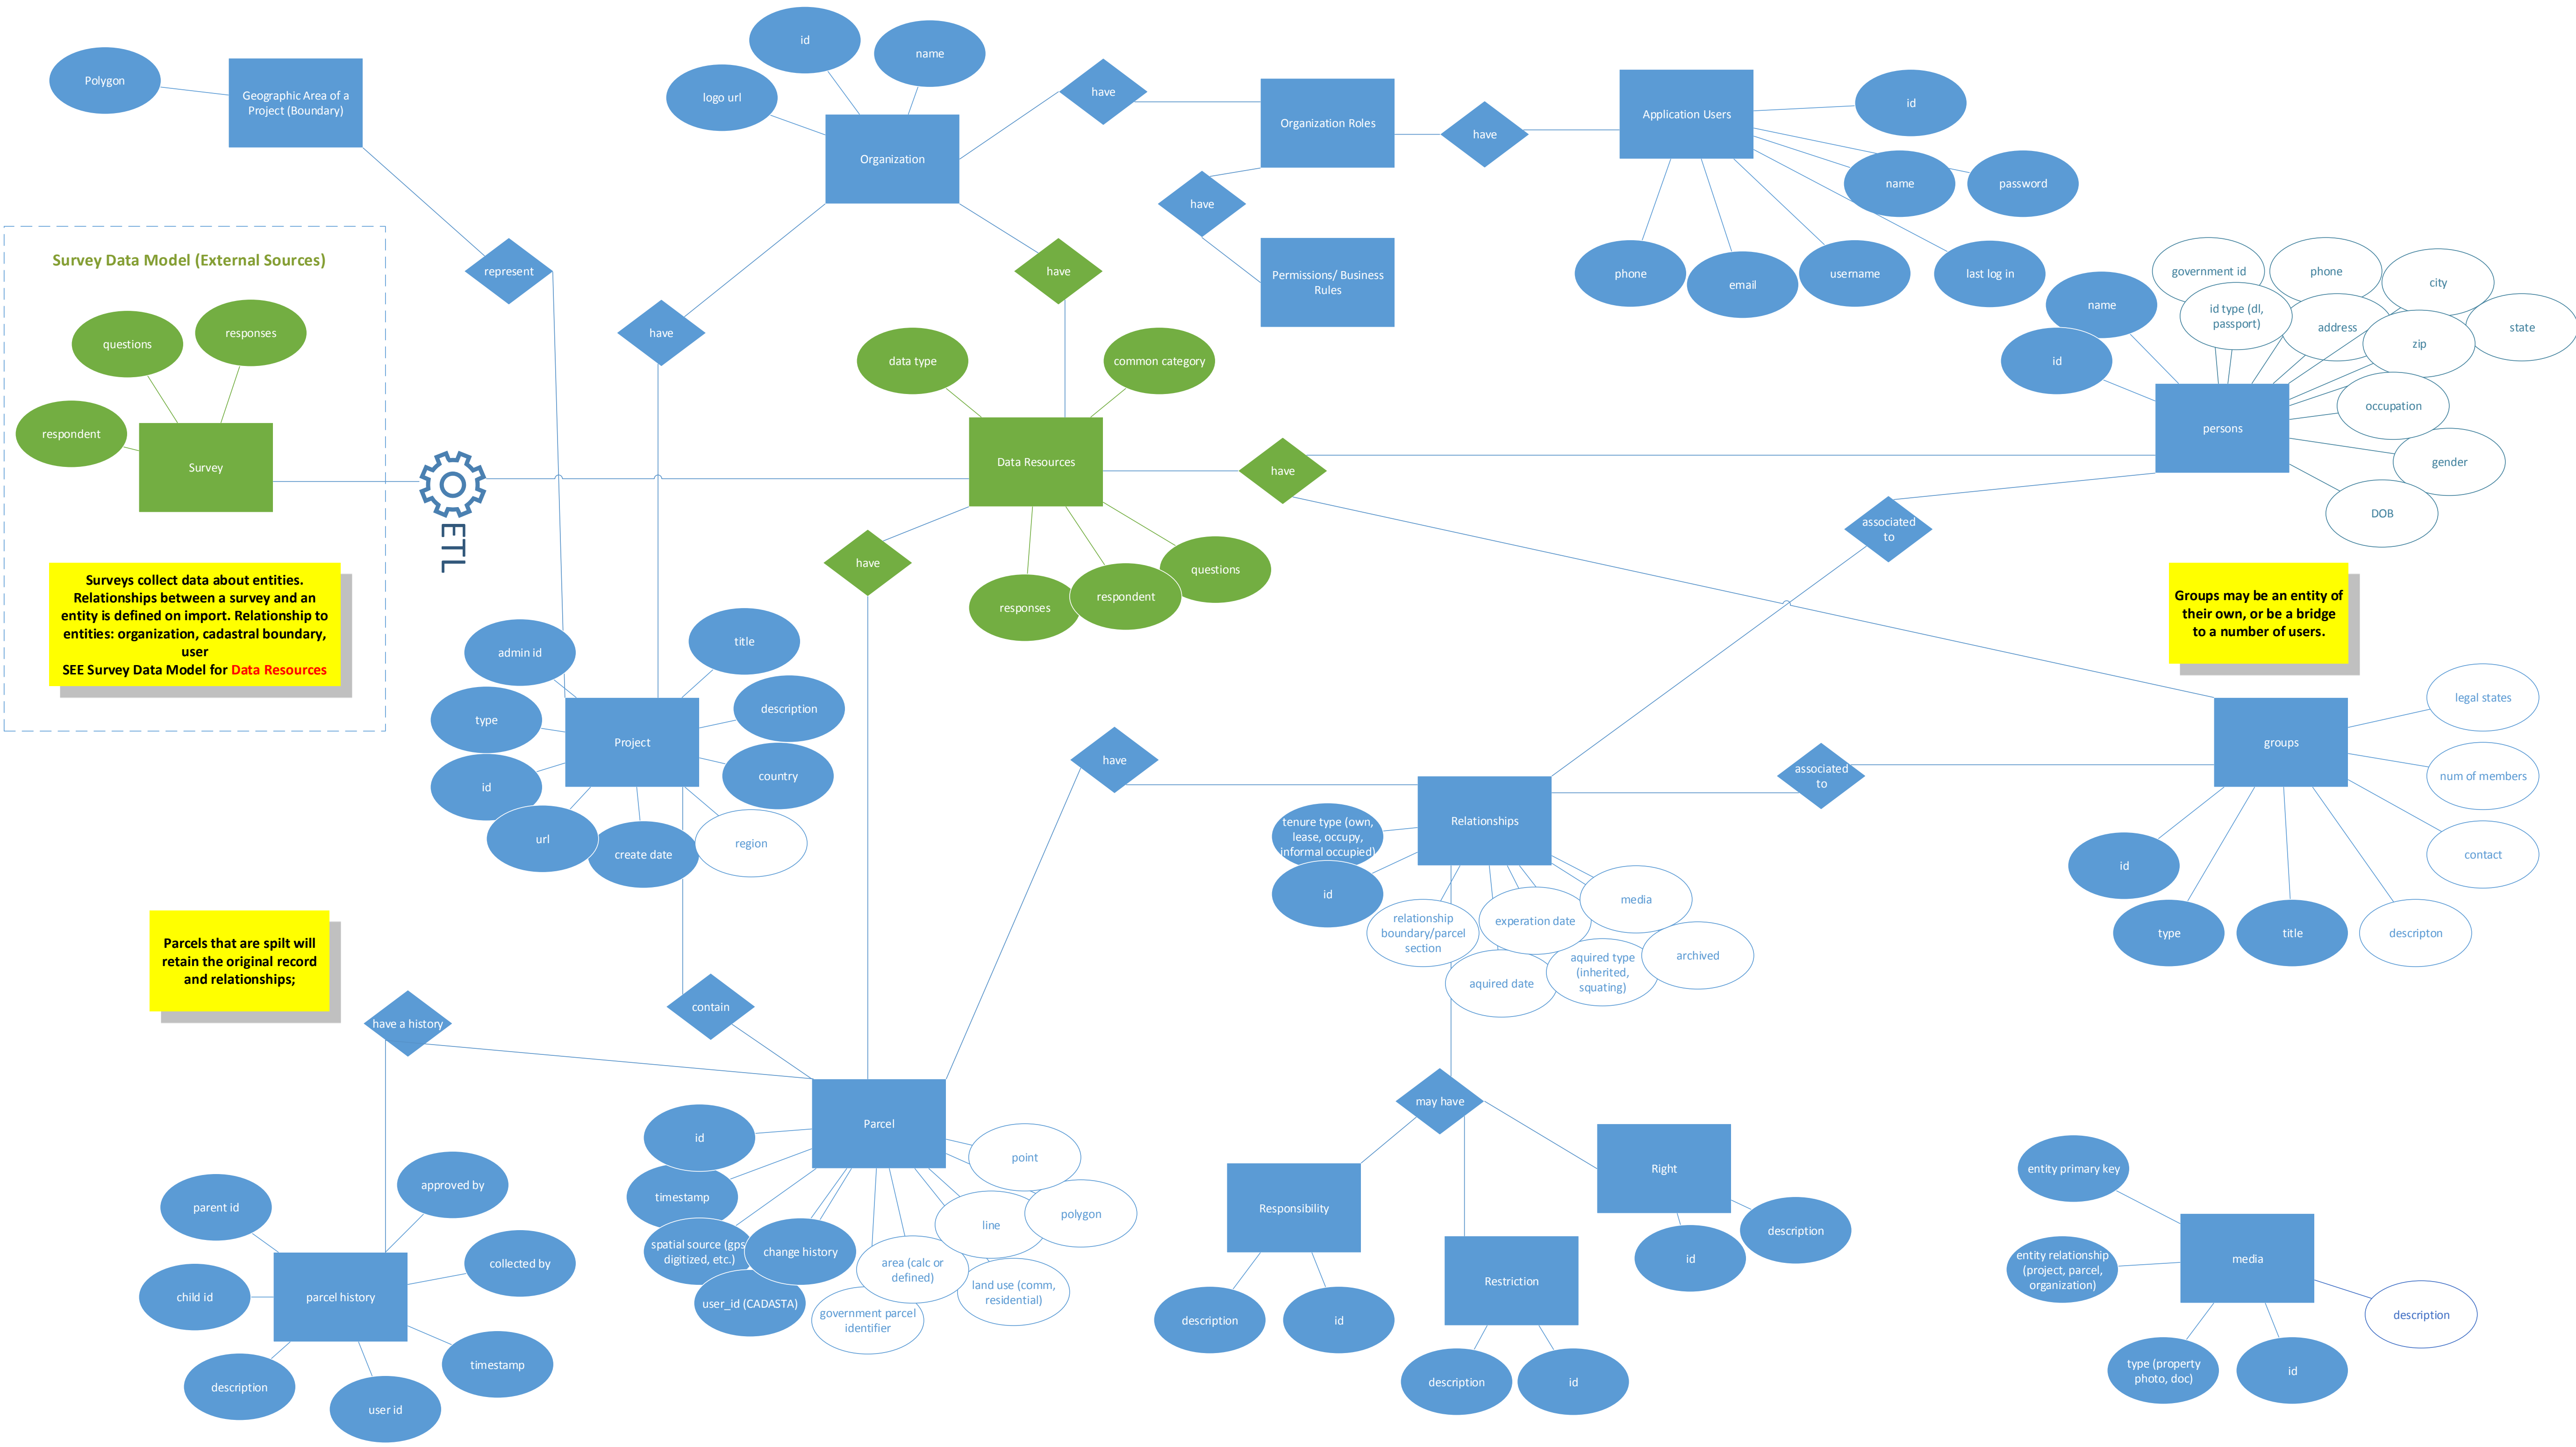 Polygon
Geographic Area of a
Project (Boundary)
represent
id
name
logo url
Organization
have
Organization Roles
have
Application Users
id
name
password
phone
email
username
last log in
have
Permissions/ Business
Rules
have
have
Survey Data Model (External Sources)
questions
responses
respondent
Survey
ETL
Surveys collect data about entities.
Relationships between a survey and an
entity is defined on import. Relationship to
entities: organization, cadastral boundary,
user
SEE Survey Data Model for Data Resources
data type
common category
Data Resources
have
have
responses
respondent
questions
government id
phone
city
name
id type (dl,
passport)
address
state
zip
id
occupation
persons
gender
DOB
associated
to
Groups may be an entity of
their own, or be a bridge
to a number of users.
admin id
title
type
description
Project
id
country
url
create date
region
contain
have
Relationships
tenure type (own,
lease, occupy,
informal occupied)
id
relationship
boundary/parcel
section
experation date
media
aquired date
aquired type
(inherited,
squating)
archived
associated
to
groups
legal states
num of members
contact
id
type
title
descripton
Parcels that are spilt will
retain the original record
and relationships;
have a history
parent id
approved by
collected by
child id
parcel history
description
user id
timestamp
Parcel
id
timestamp
spatial source (gps
digitized, etc.)
change history
user_id (CADASTA)
point
line
polygon
area (calc or
defined)
land use (comm,
residential)
government parcel
identifier
may have
Responsibility
description
id
Restriction
description
id
Right
id
description
entity primary key
entity relationship
(project, parcel,
organization)
media
description
type (property
photo, doc)
id